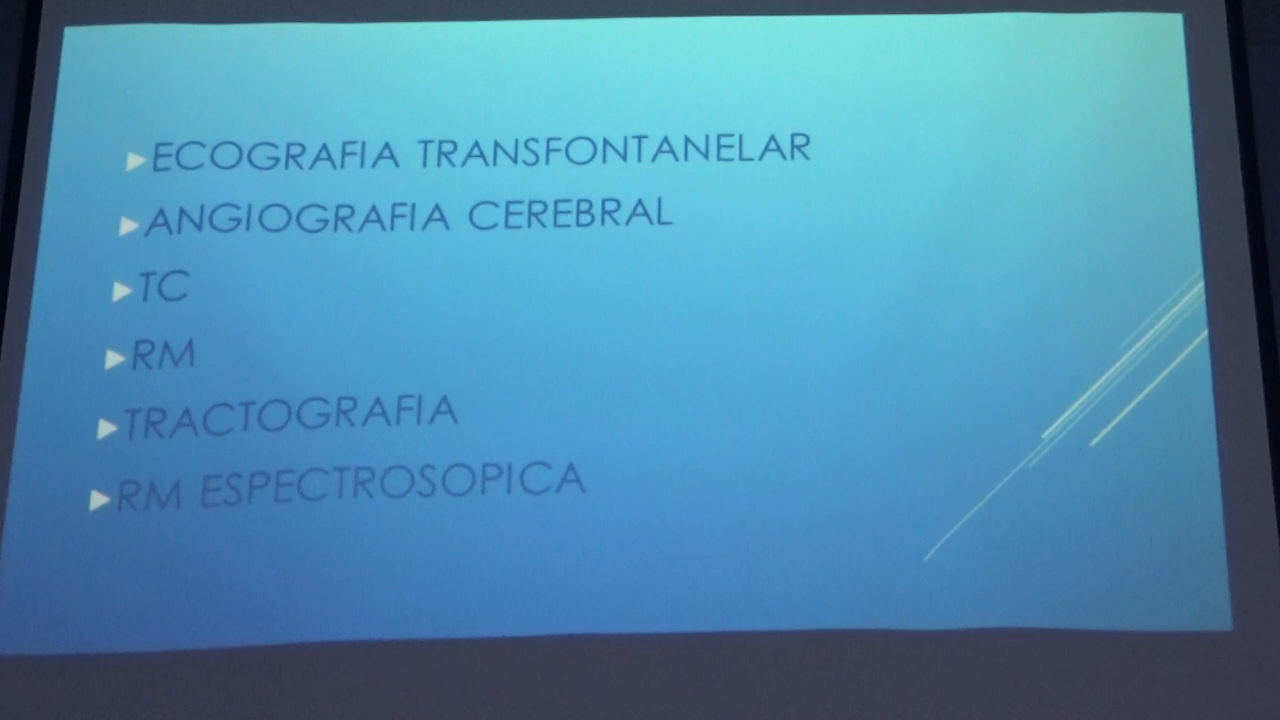 ECOGRAFIA TRANSFONTANELAR
ANGIOGRAFIA CEREBRAL
TC
RM
TRACTOGRAFIA
RM ESPECTROSOPICA